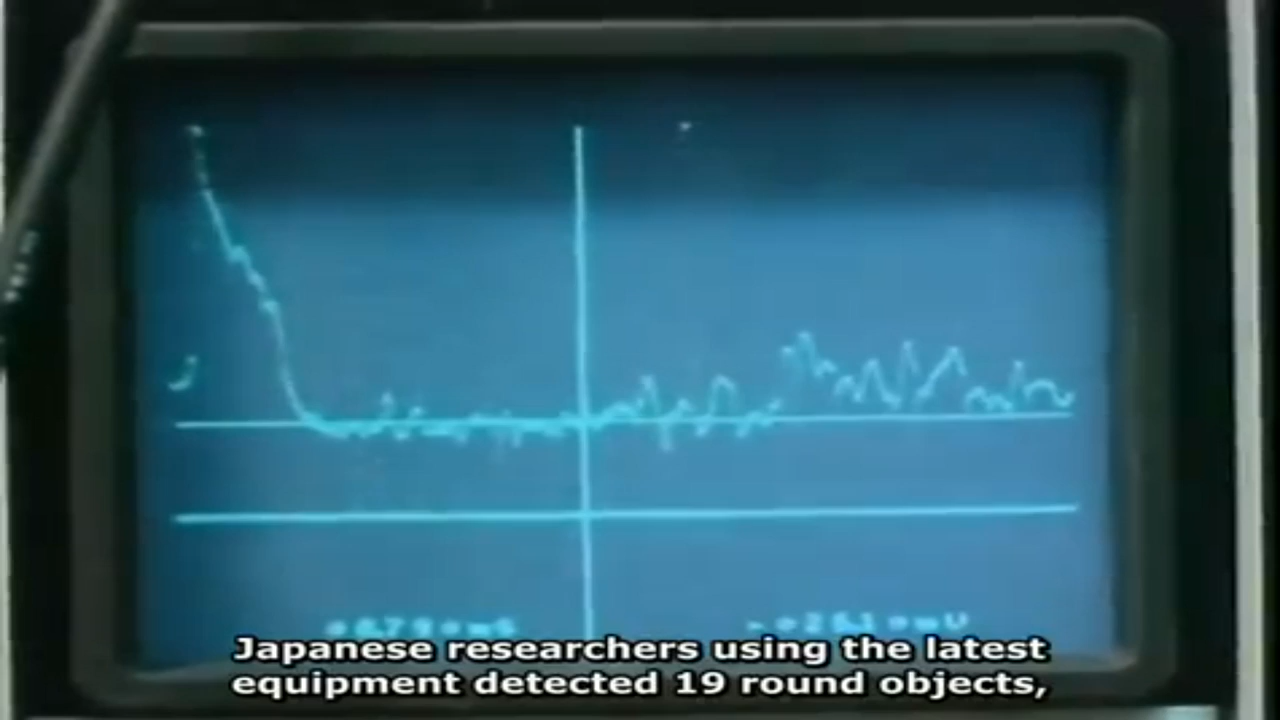 Japanese researchers using the latest
equipment detected 19 round objects,